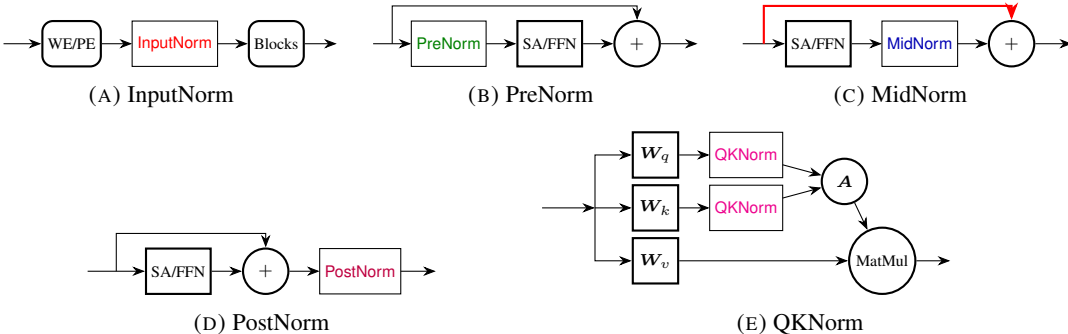 WE/PE InputNorm Blocks
(A) InputNorm
PreNorm SA/FFN +
(B) PreNorm
SA/FFN MidNorm +
(C) MidNorm
SA/FFN + PostNorm
(D) PostNorm
W_q QKNorm
A
W_k QKNorm
W_v MatMul
(E) QKNorm